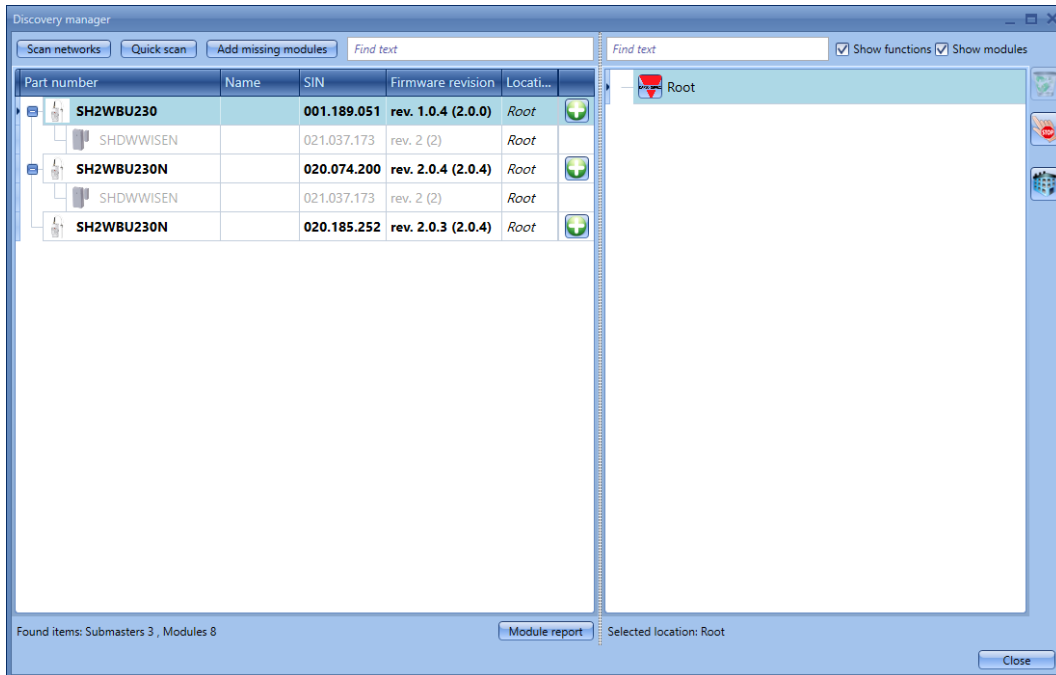 Discovery manager
Scan networks Quick scan Add missing modules Find text
Find text Show functions Show modules
Part number Name SIN Firmware revision Locati...
SH2WBU230 001.189.051 rev. 1.0.4 (2.0.0) Root
SHDWWISEN 021.037.173 rev. 2 (2) Root
SH2WBU230N 020.074.200 rev. 2.0.4 (2.0.4) Root
SHDWWISEN 021.037.173 rev. 2 (2) Root
SH2WBU230N 020.185.252 rev. 2.0.3 (2.0.4) Root
Root
STOP
Found items: Submasters 3 , Modules 8 Module report
Selected location: Root
Close